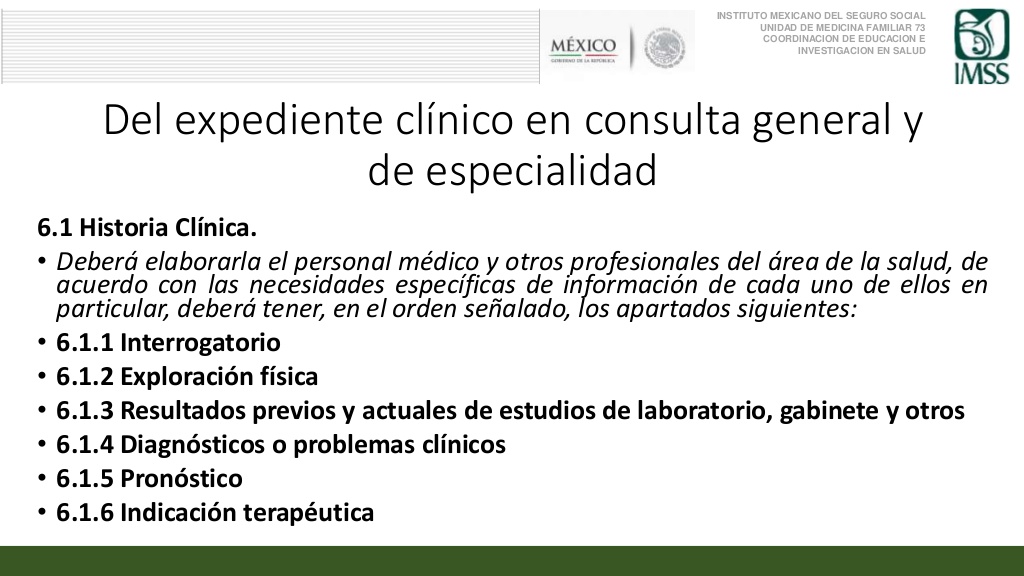 INSTITUTO MEXICANO DEL SEGURO SOCIAL
UNIDAD DE MEDICINA FAMILIAR 73
COORDINACION DE EDUCACION E
INVESTIGACION EN SALUD
MÉXICO
GOBIERNO DE LA REPÚBLICA
IMSS
Del expediente clínico en consulta general y
de especialidad
6.1 Historia Clínica.
• Deberá elaborarla el personal médico y otros profesionales del área de la salud, de
acuerdo con las necesidades específicas de información de cada uno de ellos en
particular, deberá tener, en el orden señalado, los apartados siguientes:
• 6.1.1 Interrogatorio
• 6.1.2 Exploración física
• 6.1.3 Resultados previos y actuales de estudios de laboratorio, gabinete y otros
• 6.1.4 Diagnósticos o problemas clínicos
• 6.1.5 Pronóstico
• 6.1.6 Indicación terapéutica